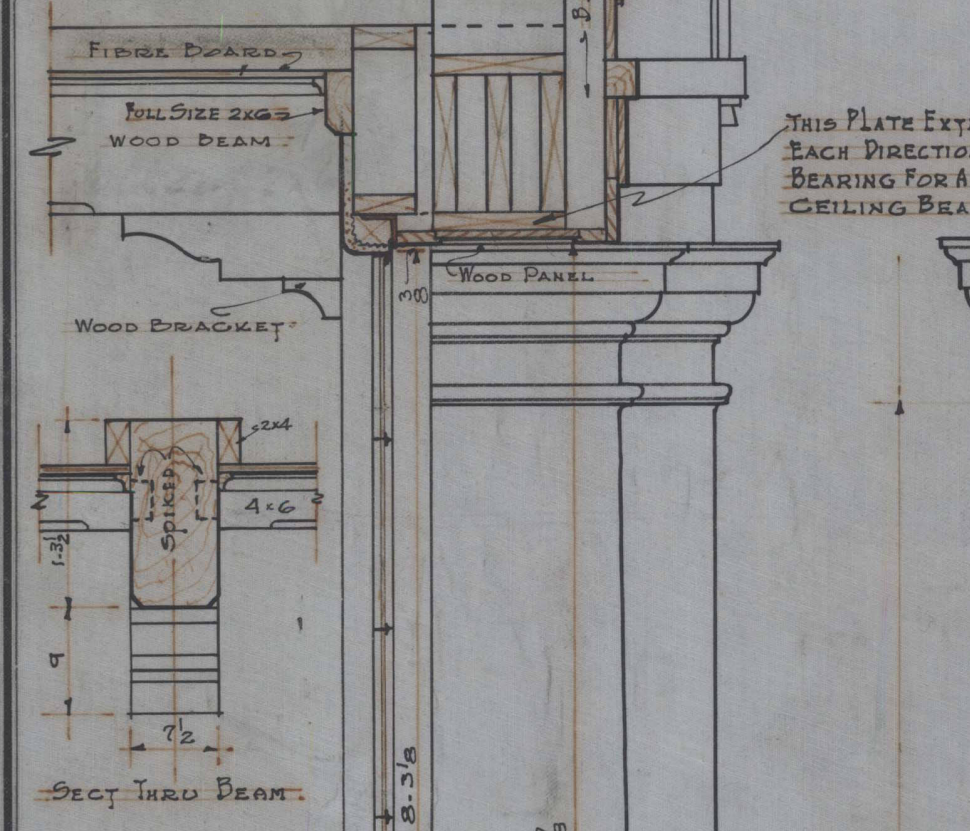 FIBRE BOARD
FULL SIZE 2x6
WOOD BEAM
THIS PLATE EXT
EACH DIRECTIO
BEARING FOR A
CEILING BEA
WOOD PANEL
3/8
WOOD BRACKET
2x4
SPIKED
4x6
1-3½
9
7½
SECT THRU BEAM.
8-3⅛
B